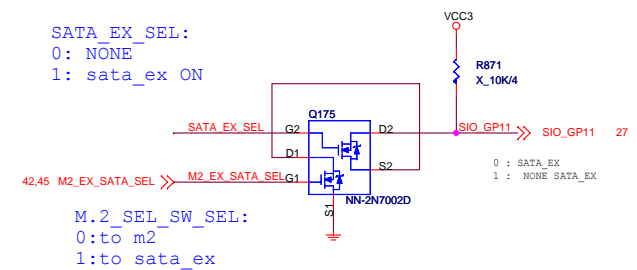 SATA_EX_SEL:
0: NONE
1: sata_ex ON
VCC3
R871
X_10K/4
Q175
SATA_EX_SEL G2
D2 SIO_GP11 SIO_GP11 27
D1
S2
0 : SATA_EX
1 : NONE SATA_EX
42,45 M2_EX_SATA_SEL M2_EX_SATA_SEL G1
NN-2N7002D
S1
M.2_SEL_SW_SEL:
0:to m2
1:to sata_ex